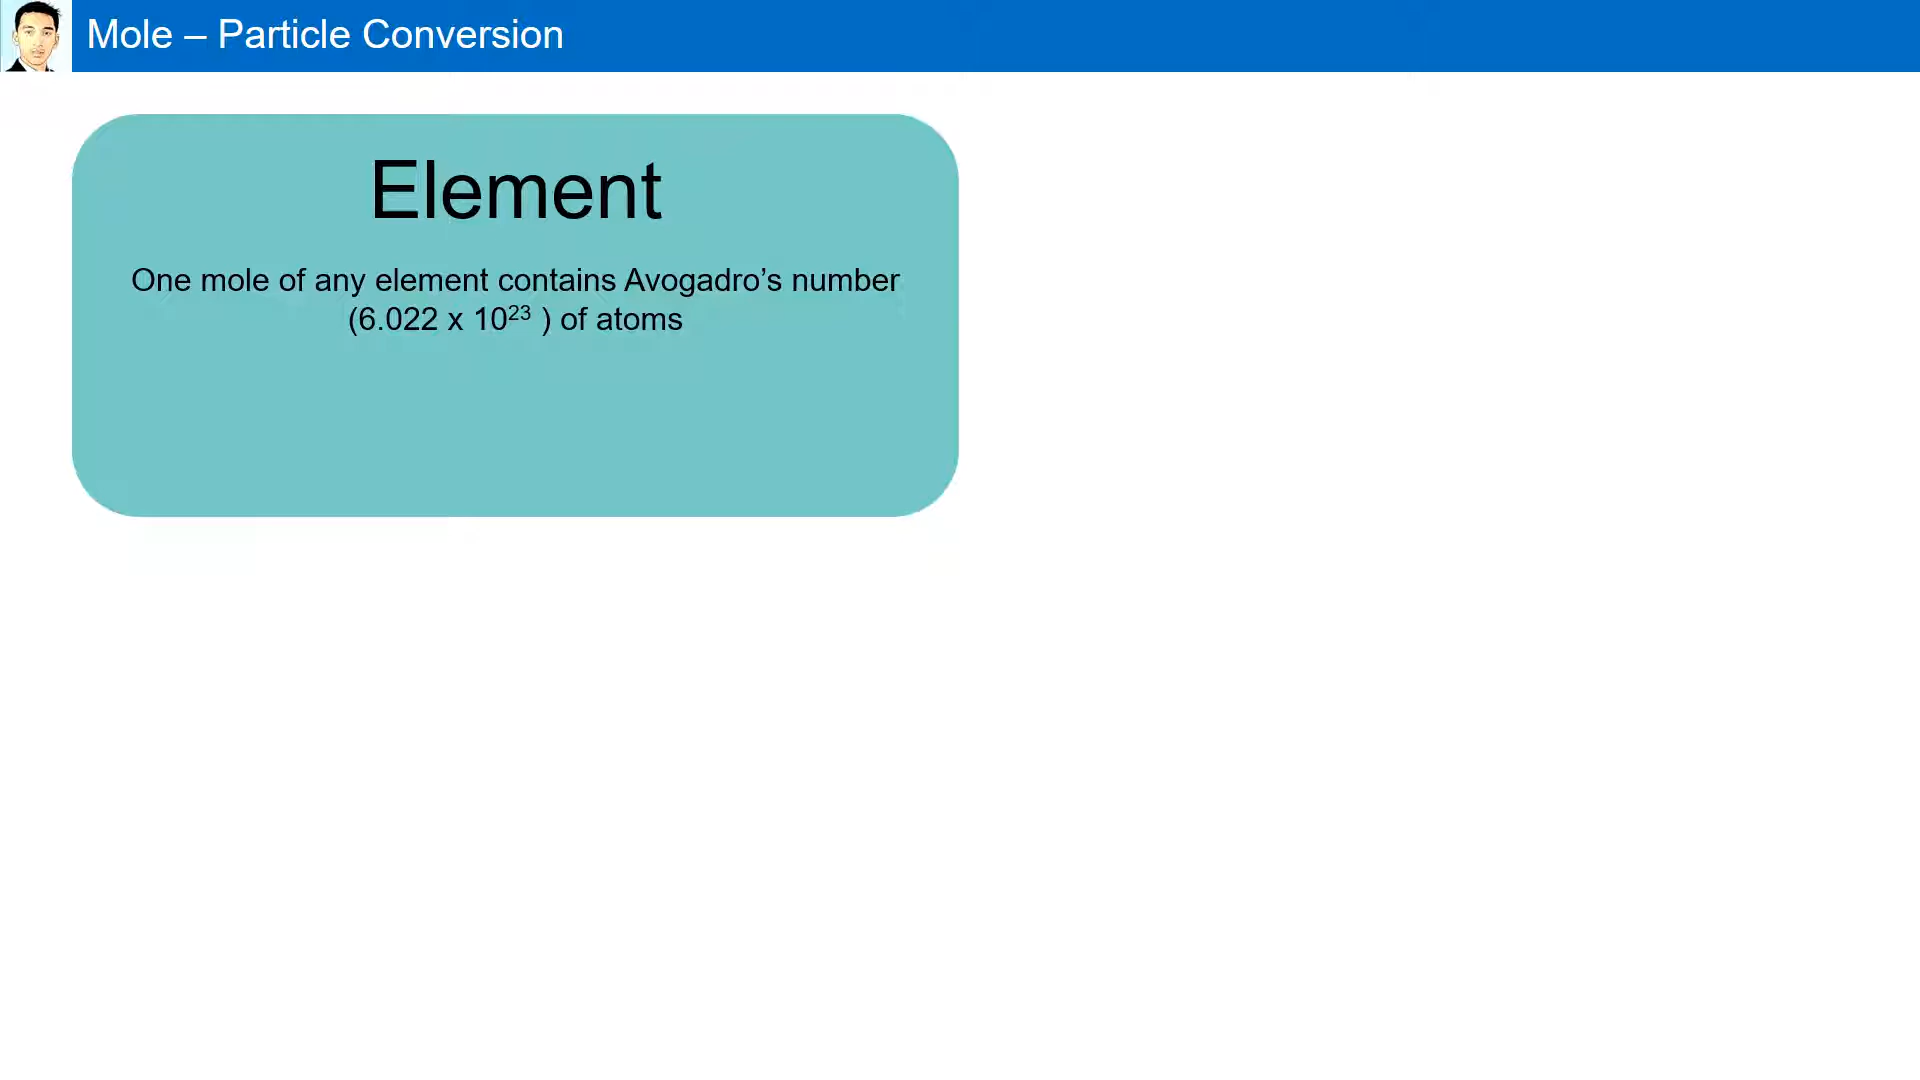 Mole – Particle Conversion
Element
One mole of any element contains Avogadro’s number
(6.022 x 10²³ ) of atoms